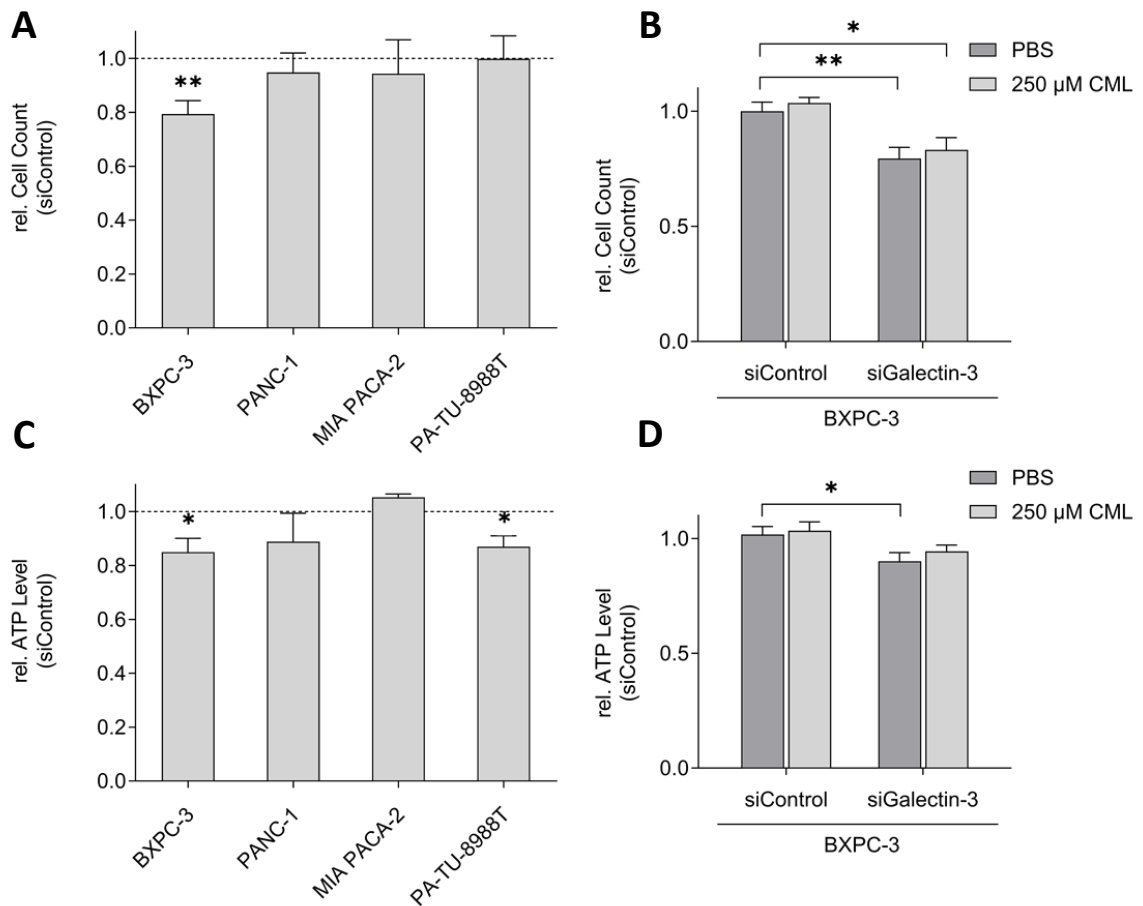 A
rel. Cell Count
(siControl)
1.0
0.8
0.6
0.4
0.2
0.0
**
BXPC-3
PANC-1
MIA PACA-2
PA-TU-8988T
B
rel. Cell Count
(siControl)
1.0
0.5
0.0
*
**
PBS
250 µM CML
siControl
siGalectin-3
BXPC-3
C
rel. ATP Level
(siControl)
1.0
0.8
0.6
0.4
0.2
0.0
*
*
BXPC-3
PANC-1
MIA PACA-2
PA-TU-8988T
D
rel. ATP Level
(siControl)
1.0
0.5
0.0
*
PBS
250 µM CML
siControl
siGalectin-3
BXPC-3